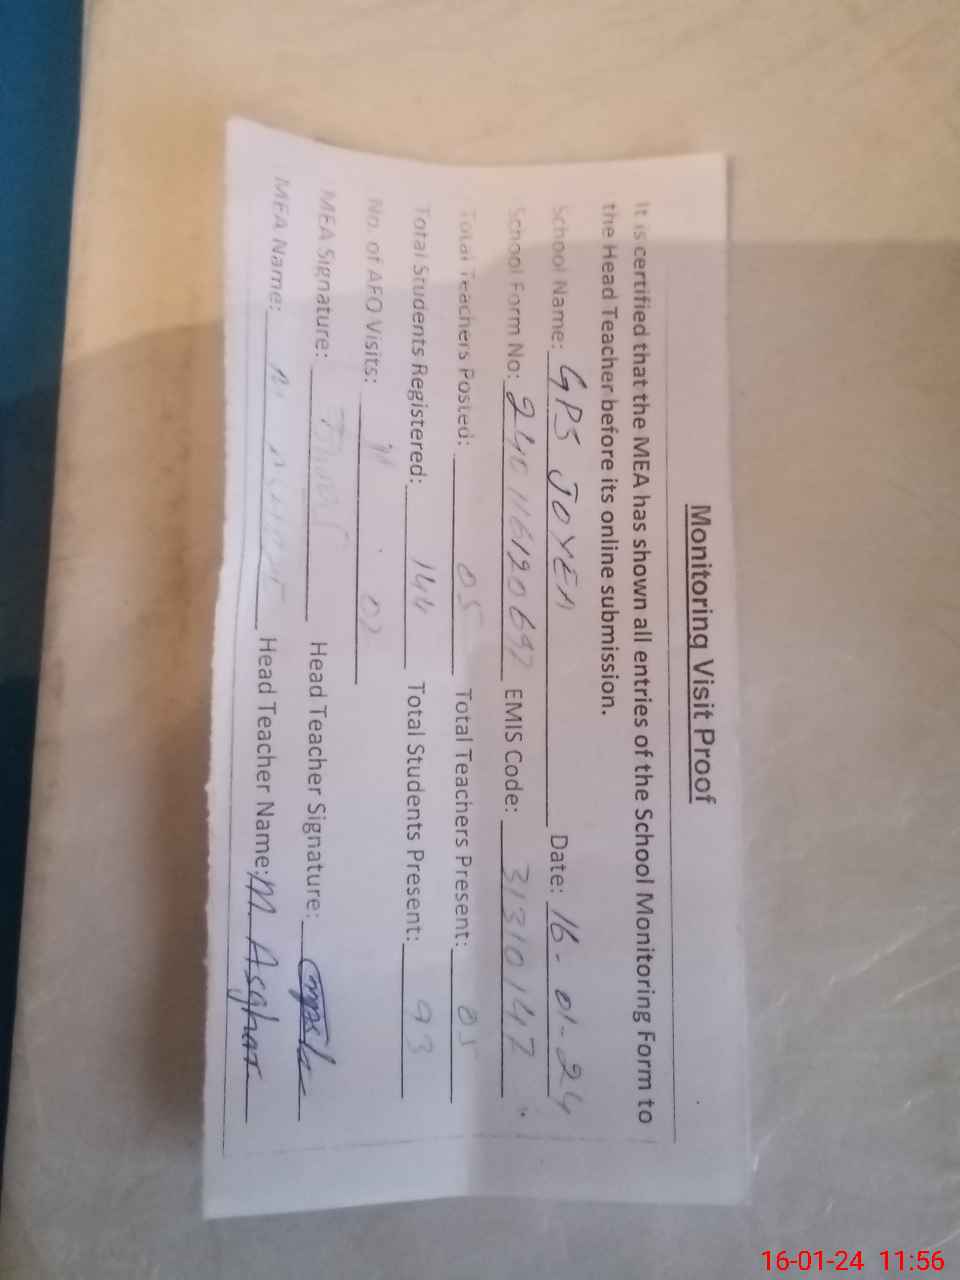 Monitoring Visit Proof
It is certified that the MEA has shown all entries of the School Monitoring Form to
the Head Teacher before its online submission.
School Name: GPS JOYEA Date: 16-01-24
School Form No: EMIS Code: 31310147
Total Teachers Posted: 05 Total Teachers Present: 05
Total Students Registered: 144 Total Students Present: 93
No. of AEO Visits: 02
MEA Signature: Head Teacher Signature:
MEA Name: Head Teacher Name: M Asghar
16-01-24 11:56